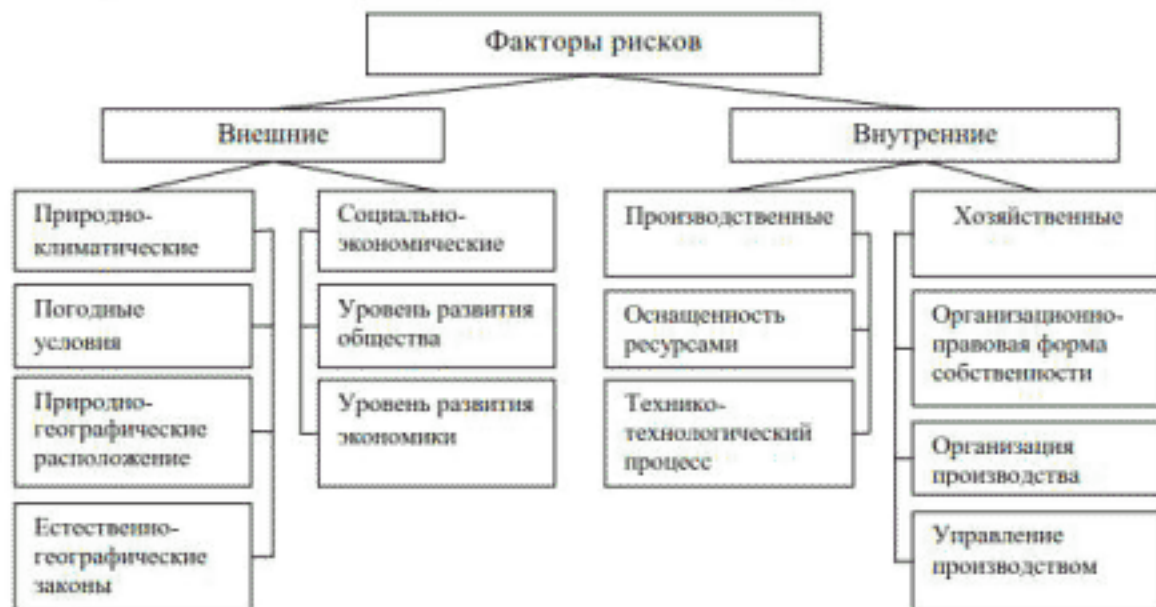 Факторы рисков
Внешние
Внутренние
Природно-
климатические
Социально-
экономические
Производственные
Хозяйственные
Погодные
условия
Уровень развития
общества
Оснащенность
ресурсами
Организационно-
правовая форма
собственности
Природно-
географические
расположение
Уровень развития
экономики
Технико-
технологический
процесс
Организация
производства
Естественно-
географические
законы
Управление
производством